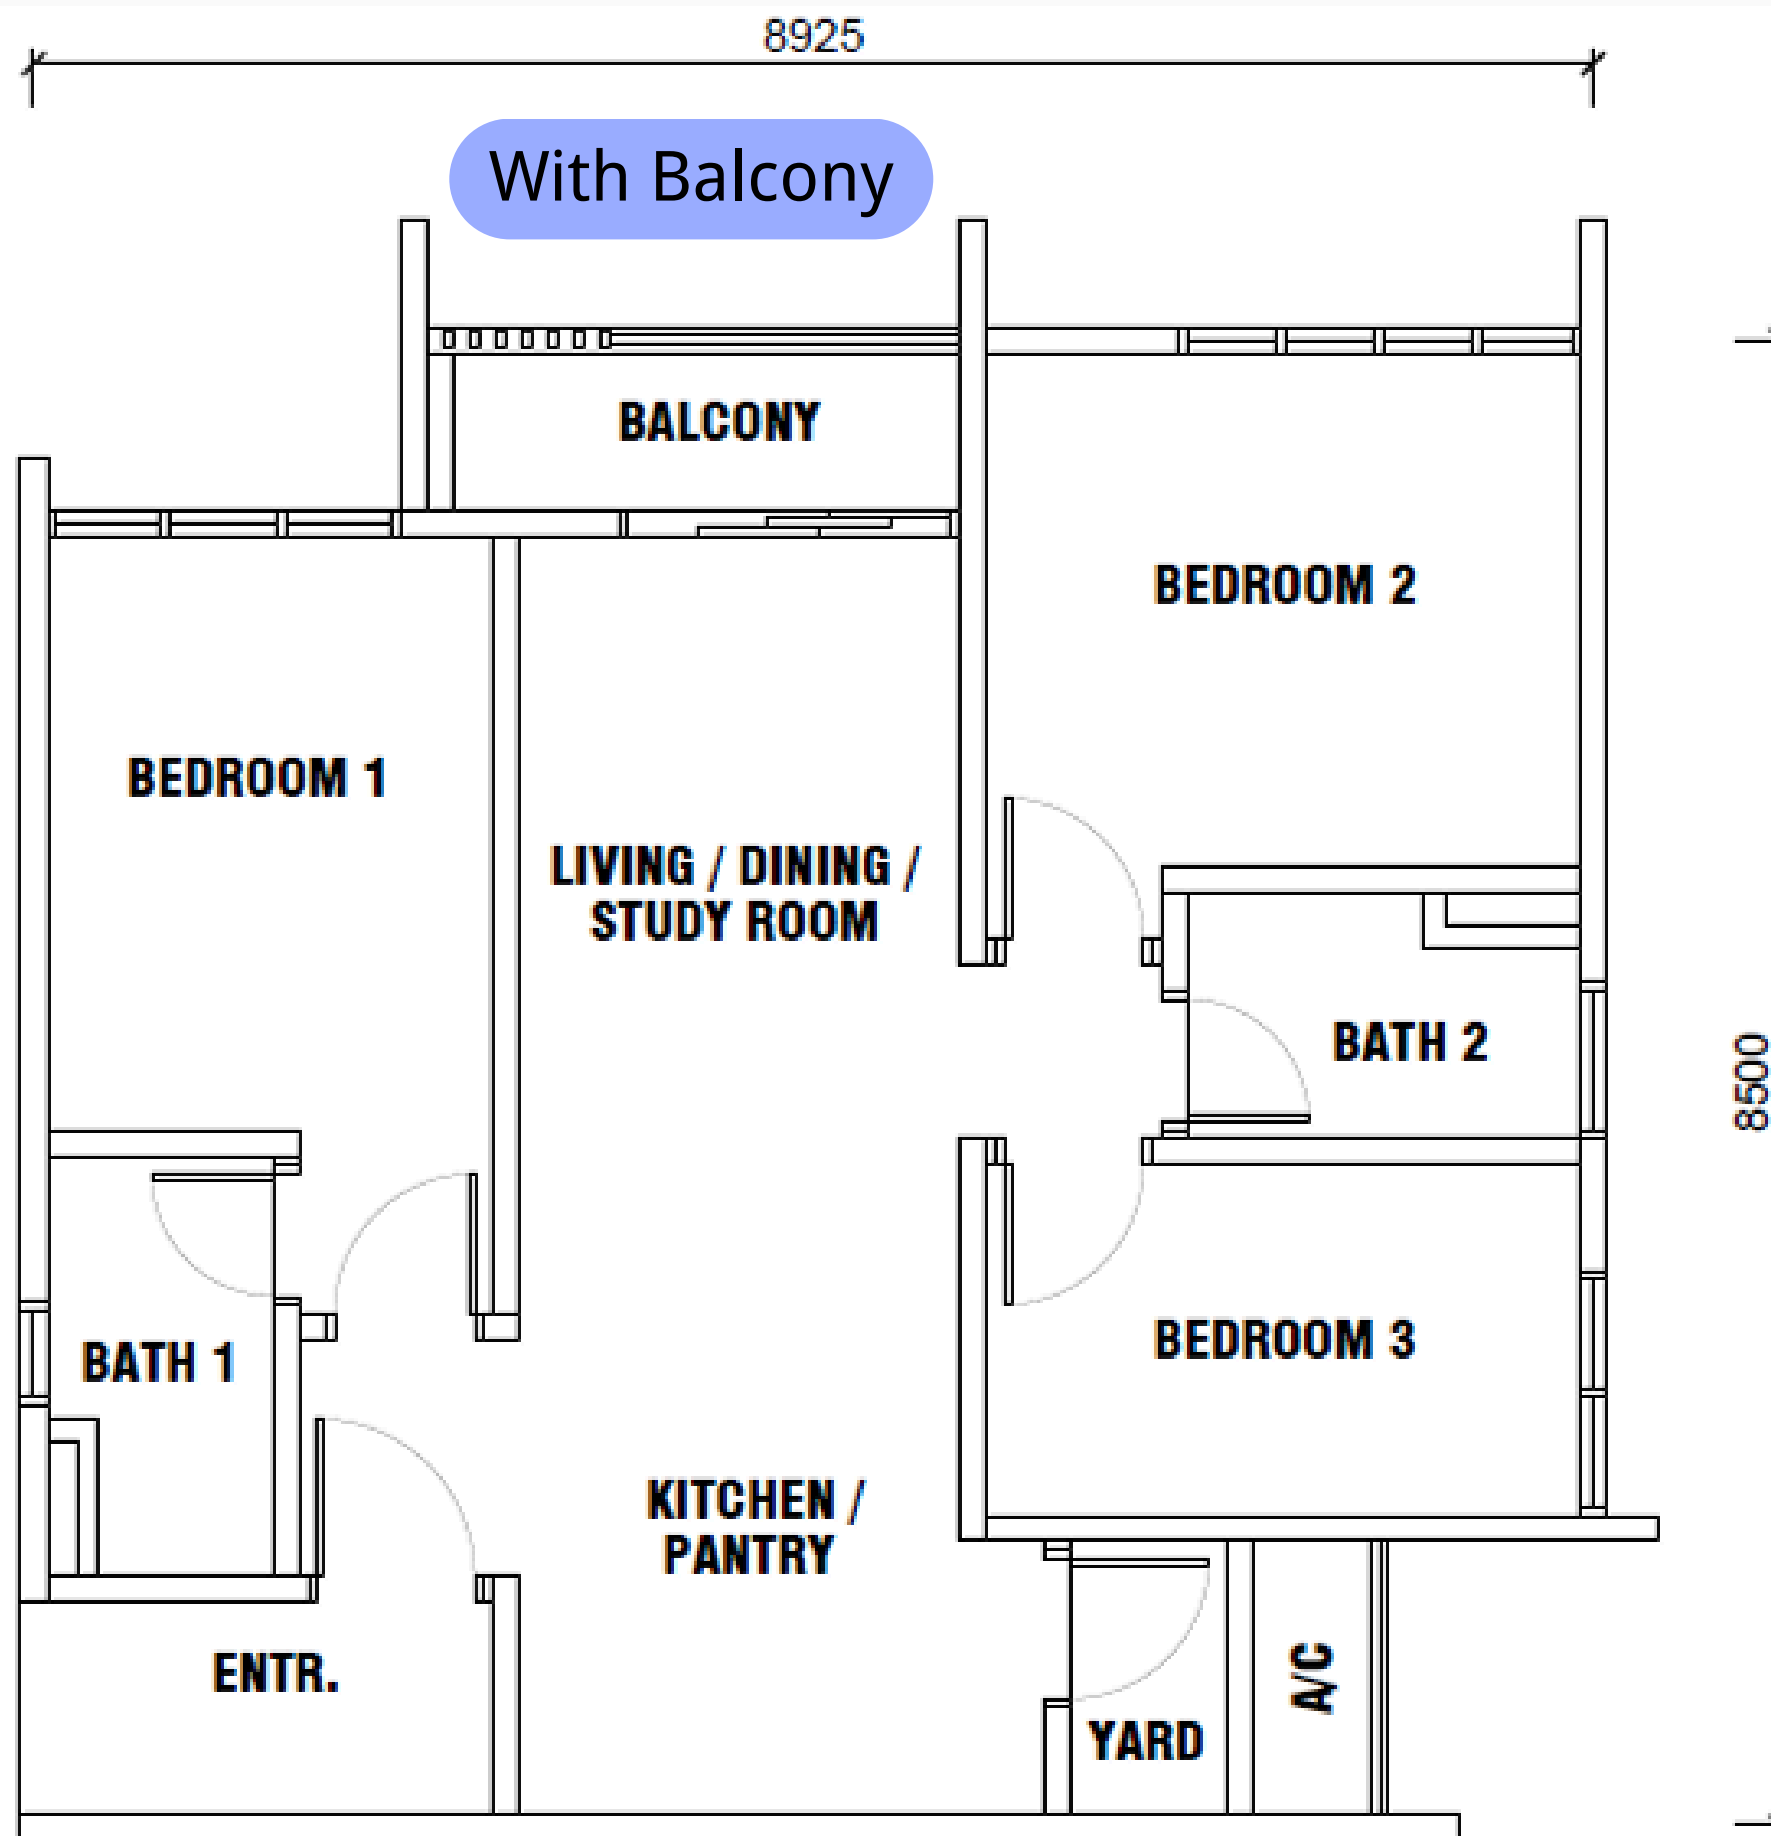 8925
With Balcony
BALCONY
BEDROOM 2
BEDROOM 1
LIVING / DINING /
STUDY ROOM
BATH 2
8500
BEDROOM 3
BATH 1
KITCHEN /
PANTRY
ENTR.
A/C
YARD